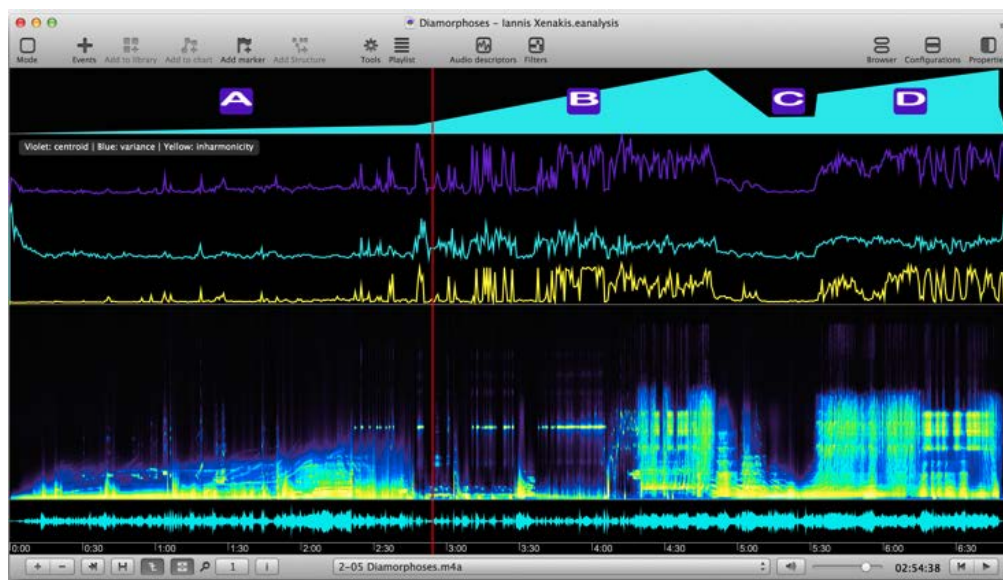 Diamorphoses – Iannis Xenakis.eanalysis
Mode Events Add to library Add to chart Add marker Add Structure Tools Playlist Audio descriptors Filters Browser Configurations Propertie
A B C D
Violet: centroid | Blue: variance | Yellow: inharmonicity
0:00 0:30 1:00 1:30 2:00 2:30 3:00 3:30 4:00 4:30 5:00 5:30 6:00 6:30
1 i 2-05 Diamorphoses.m4a 02:54:38